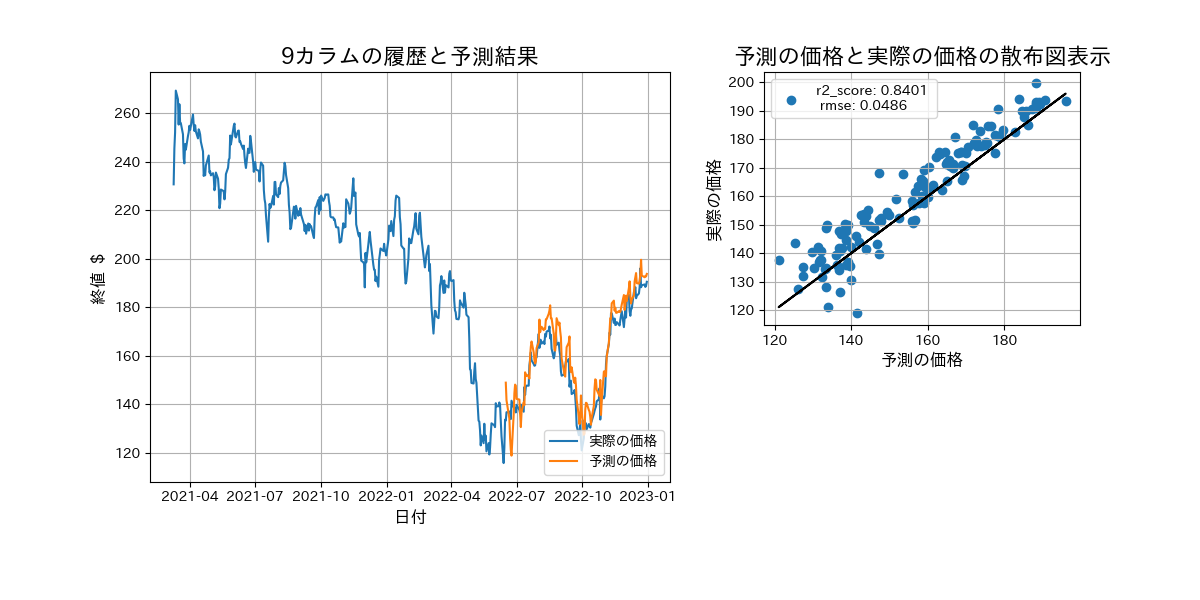 9カラムの履歴と予測結果
終値 $
260
240
220
200
180
160
140
120
2021-04 2021-07 2021-10 2022-01 2022-04 2022-07 2022-10 2023-01
日付
実際の価格
予測の価格
予測の価格と実際の価格の散布図表示
r2_score: 0.8401
rmse: 0.0486
実際の価格
200
190
180
170
160
150
140
130
120
120 140 160 180
予測の価格